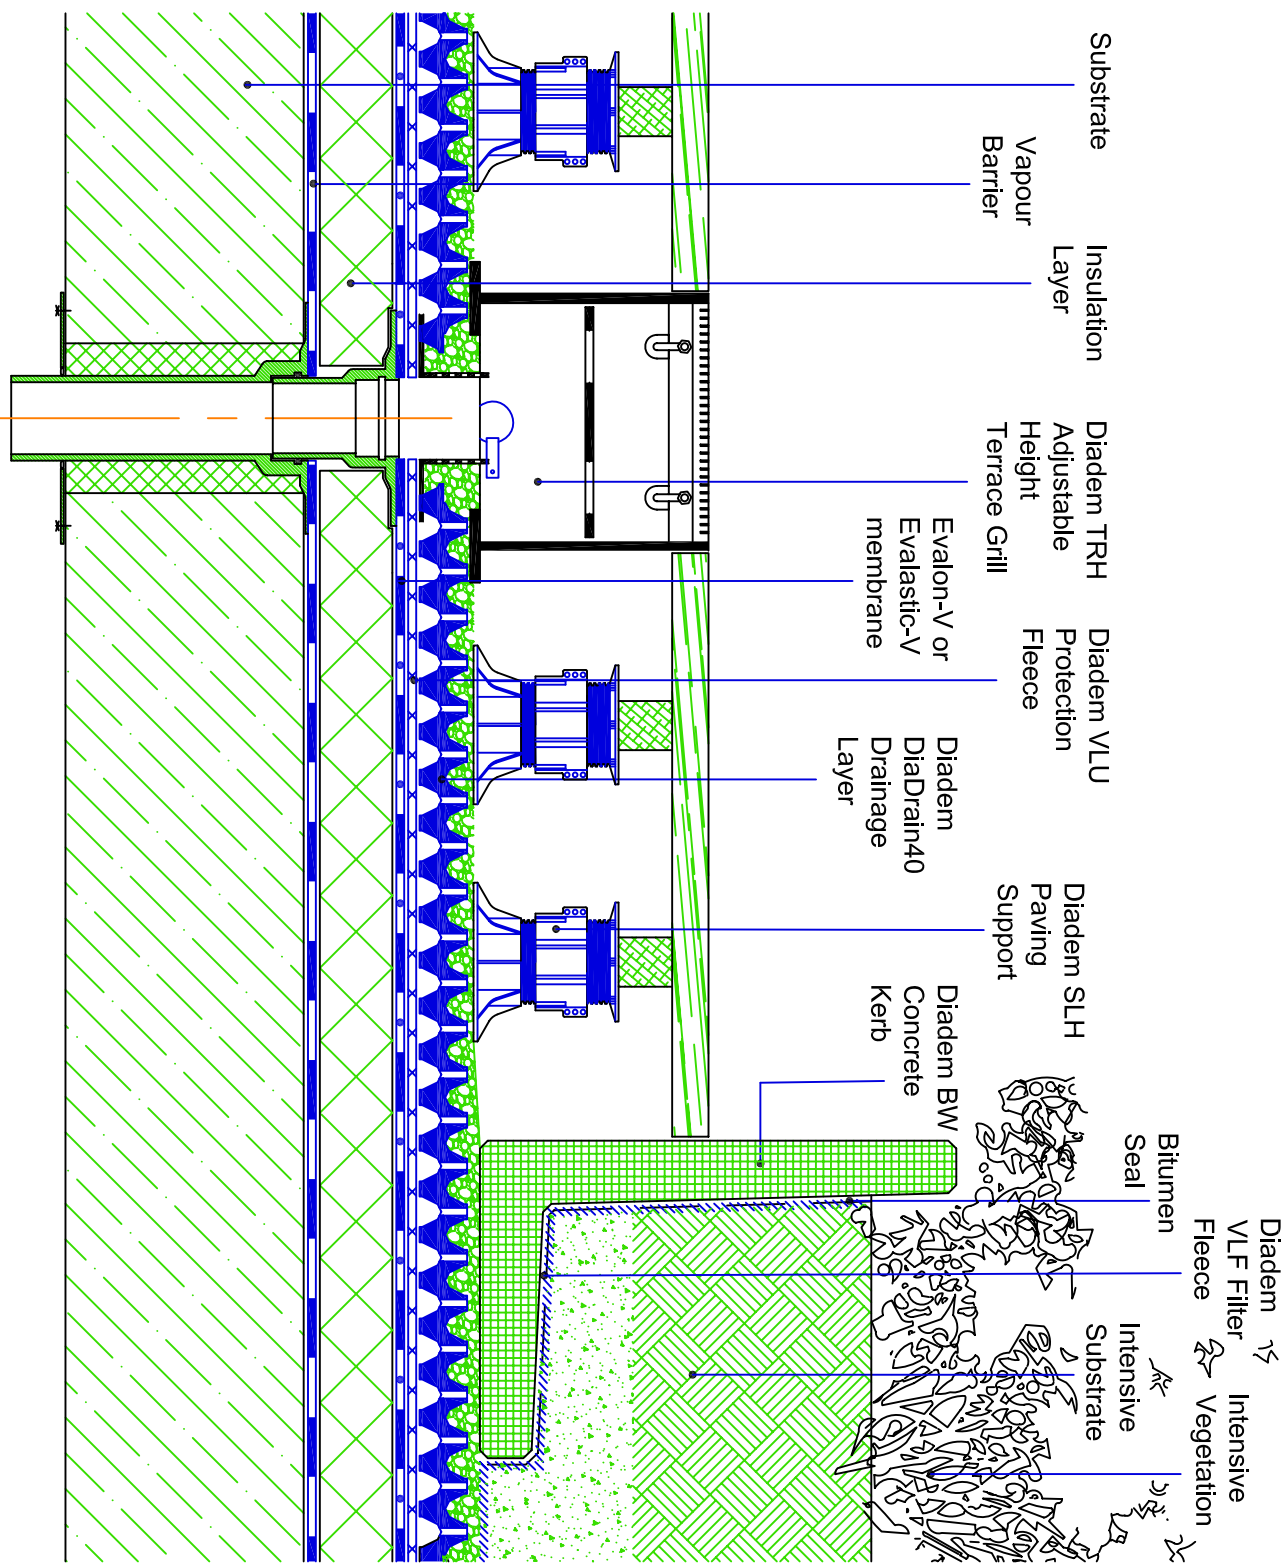 Substrate
Vapour
Barrier
Insulation
Layer
Diadem TRH
Adjustable
Height
Terrace Grill
Evalon-V or
Evalastic-V
membrane
Diadem VLU
Protection
Fleece
Diadem
DiaDrain40
Drainage
Layer
Diadem SLH
Paving
Support
Diadem BW
Concrete
Kerb
Bitumen
Seal
Diadem
VLF Filter
Fleece
Intensive
Substrate
Intensive
Vegetation